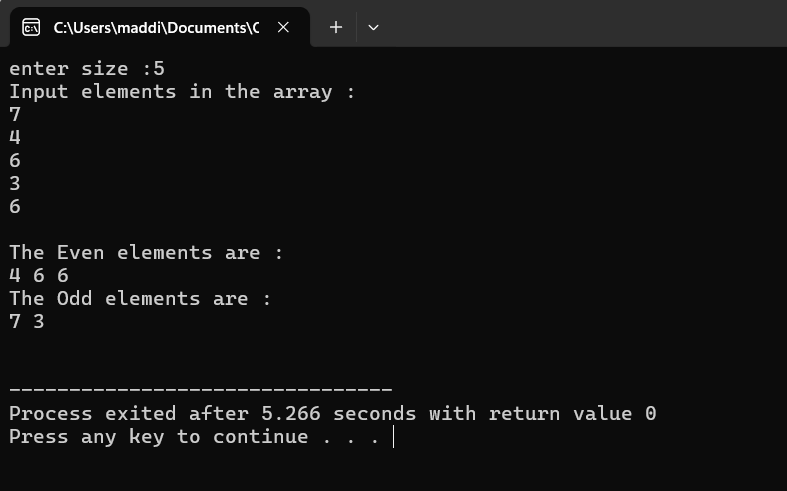 C:\Users\maddi\Documents\C
enter size :5
Input elements in the array :
7
4
6
3
6
The Even elements are :
4 6 6
The Odd elements are :
7 3
--------------------------------
Process exited after 5.266 seconds with return value 0
Press any key to continue . . .